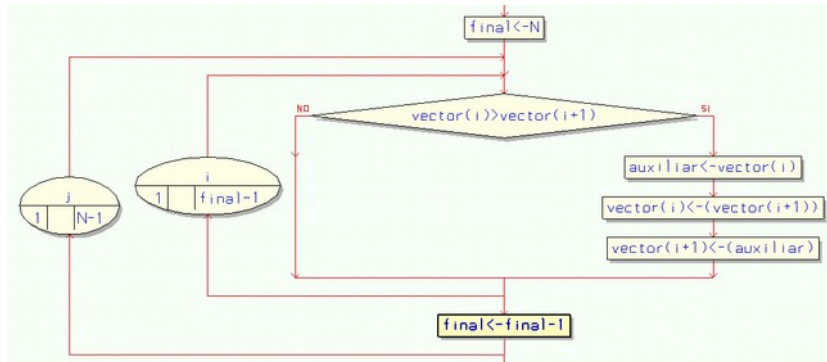 final<-N
NO
vector(i)>vector(i+1)
SI
auxiliar<-vector(i)
i
1 final-1
j
1 N-1
vector(i)<-(vector(i+1))
vector(i+1)<-(auxiliar)
final<-final-1